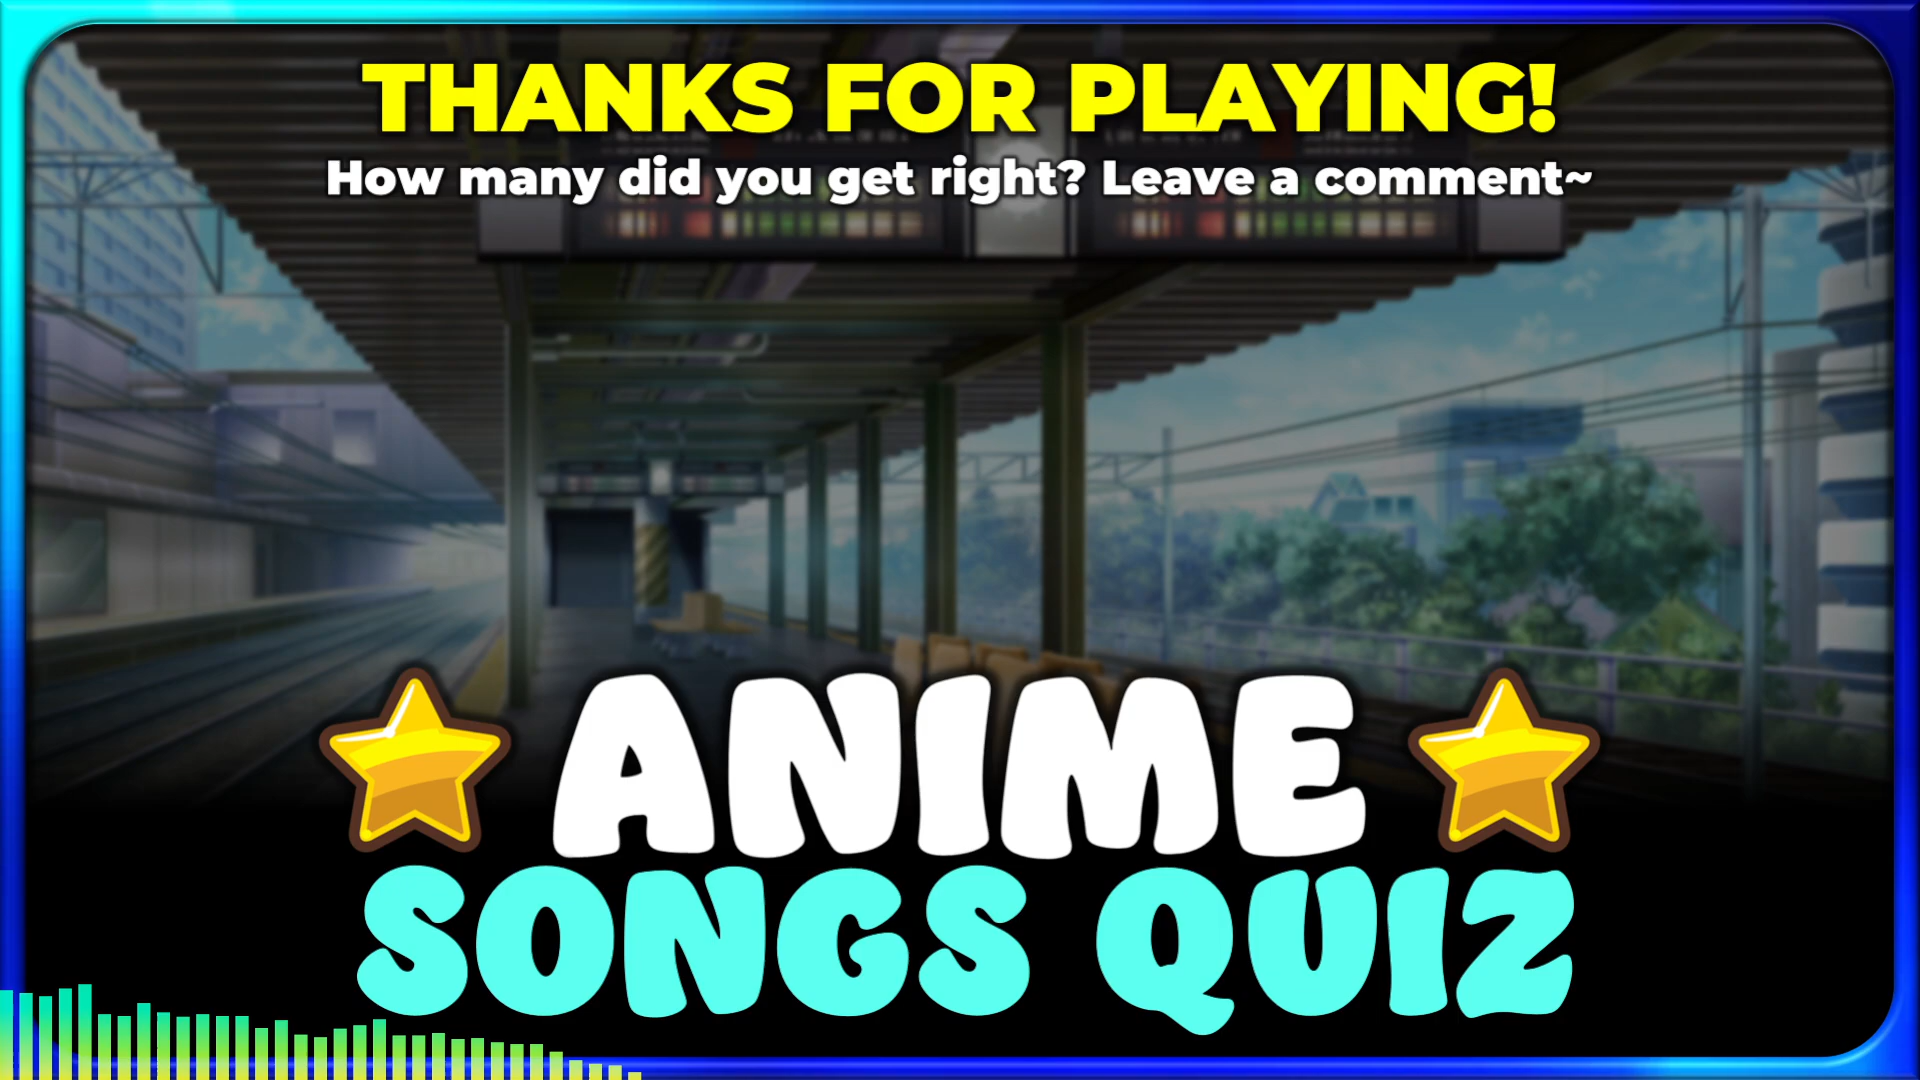 THANKS FOR PLAYING!
How many did you get right? Leave a comment~
ANIME
SONGS QUIZ